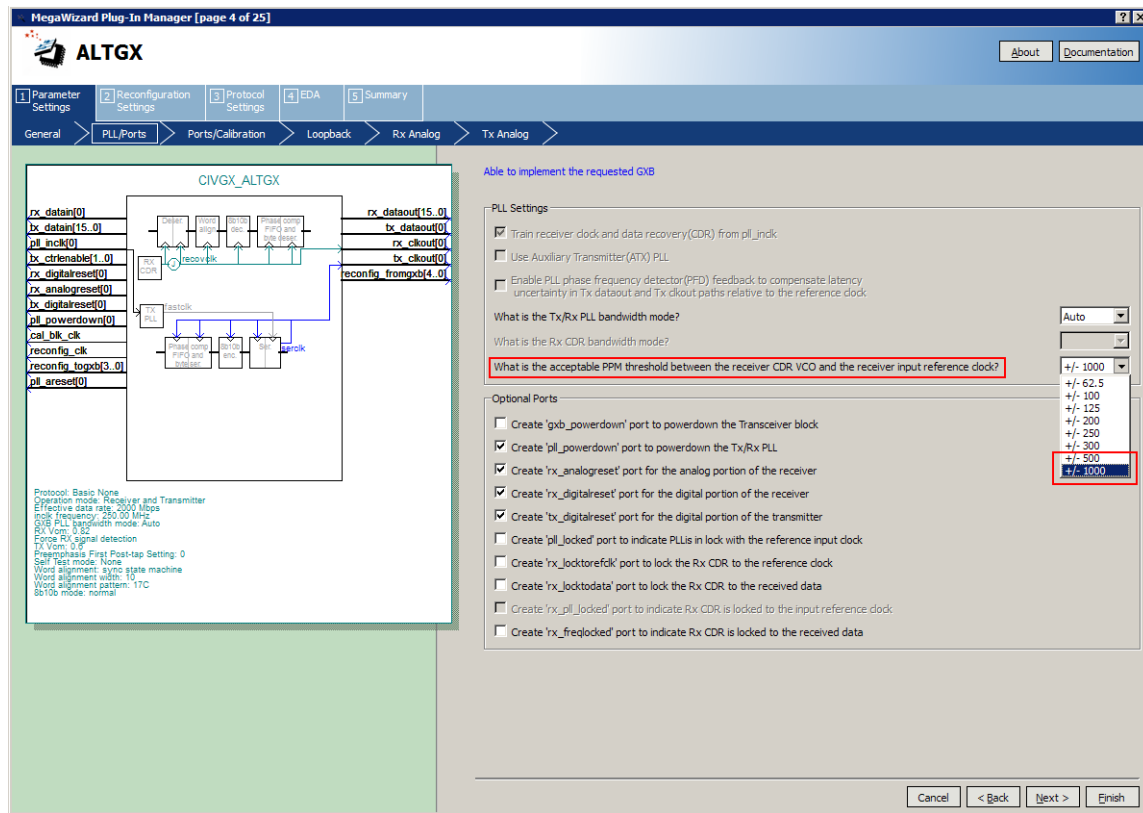 MegaWizard Plug-In Manager [page 4 of 25]
ALTGX
About
Documentation
1 Parameter Settings
2 Reconfiguration Settings
3 Protocol Settings
4 EDA
5 Summary
General
PLL/Ports
Ports/Calibration
Loopback
Rx Analog
Tx Analog
CIVGX_ALTGX
rx_datain[0]
tx_datain[15..0]
pll_inclk[0]
tx_ctrlenable[1..0]
rx_digitalreset[0]
rx_analogreset[0]
tx_digitalreset[0]
pll_powerdown[0]
cal_blk_clk
reconfig_clk
reconfig_togxb[3..0]
pll_areset[0]
rx_dataout[15..0]
tx_dataout[0]
rx_clkout[0]
tx_clkout[0]
reconfig_fromgxb[4..0]
Deser.
Word align
8b10b dec.
Phase comp FIFO and byte deser.
RX CDR
recovclk
TX PLL
fastclk
Phase comp FIFO and byte ser.
8b10b enc.
Ser.
serclk
Protocol: Basic None
Operation mode: Receiver and Transmitter
Effective data rate: 2000 Mbps
inclk frequency: 250.00 MHz
GXB PLL bandwidth mode: Auto
RX Vcm: 0.82
Force RX signal detection
TX Vcm: 0.6
Preemphasis First Post-tap Setting: 0
Self Test mode: None
Word alignment: sync state machine
Word alignment width: 10
Word alignment pattern: 17C
8b10b mode: normal
Able to implement the requested GXB
PLL Settings
Train receiver clock and data recovery(CDR) from pll_inclk
Use Auxiliary Transmitter(ATX) PLL
Enable PLL phase frequency detector(PFD) feedback to compensate latency
uncertainty in Tx dataout and Tx clkout paths relative to the reference clock
What is the Tx/Rx PLL bandwidth mode?
Auto
What is the Rx CDR bandwidth mode?
What is the acceptable PPM threshold between the receiver CDR VCO and the receiver input reference clock?
+/- 1000
+/- 62.5
+/- 100
+/- 125
+/- 200
+/- 250
+/- 300
+/- 500
+/- 1000
Optional Ports
Create 'gxb_powerdown' port to powerdown the Transceiver block
Create 'pll_powerdown' port to powerdown the Tx/Rx PLL
Create 'rx_analogreset' port for the analog portion of the receiver
Create 'rx_digitalreset' port for the digital portion of the receiver
Create 'tx_digitalreset' port for the digital portion of the transmitter
Create 'pll_locked' port to indicate PLLis in lock with the reference input clock
Create 'rx_locktorefclk' port to lock the Rx CDR to the reference clock
Create 'rx_locktodata' port to lock the Rx CDR to the received data
Create 'rx_pll_locked' port to indicate Rx CDR is locked to the input reference clock
Create 'rx_freqlocked' port to indicate Rx CDR is locked to the received data
Cancel
< Back
Next >
Finish